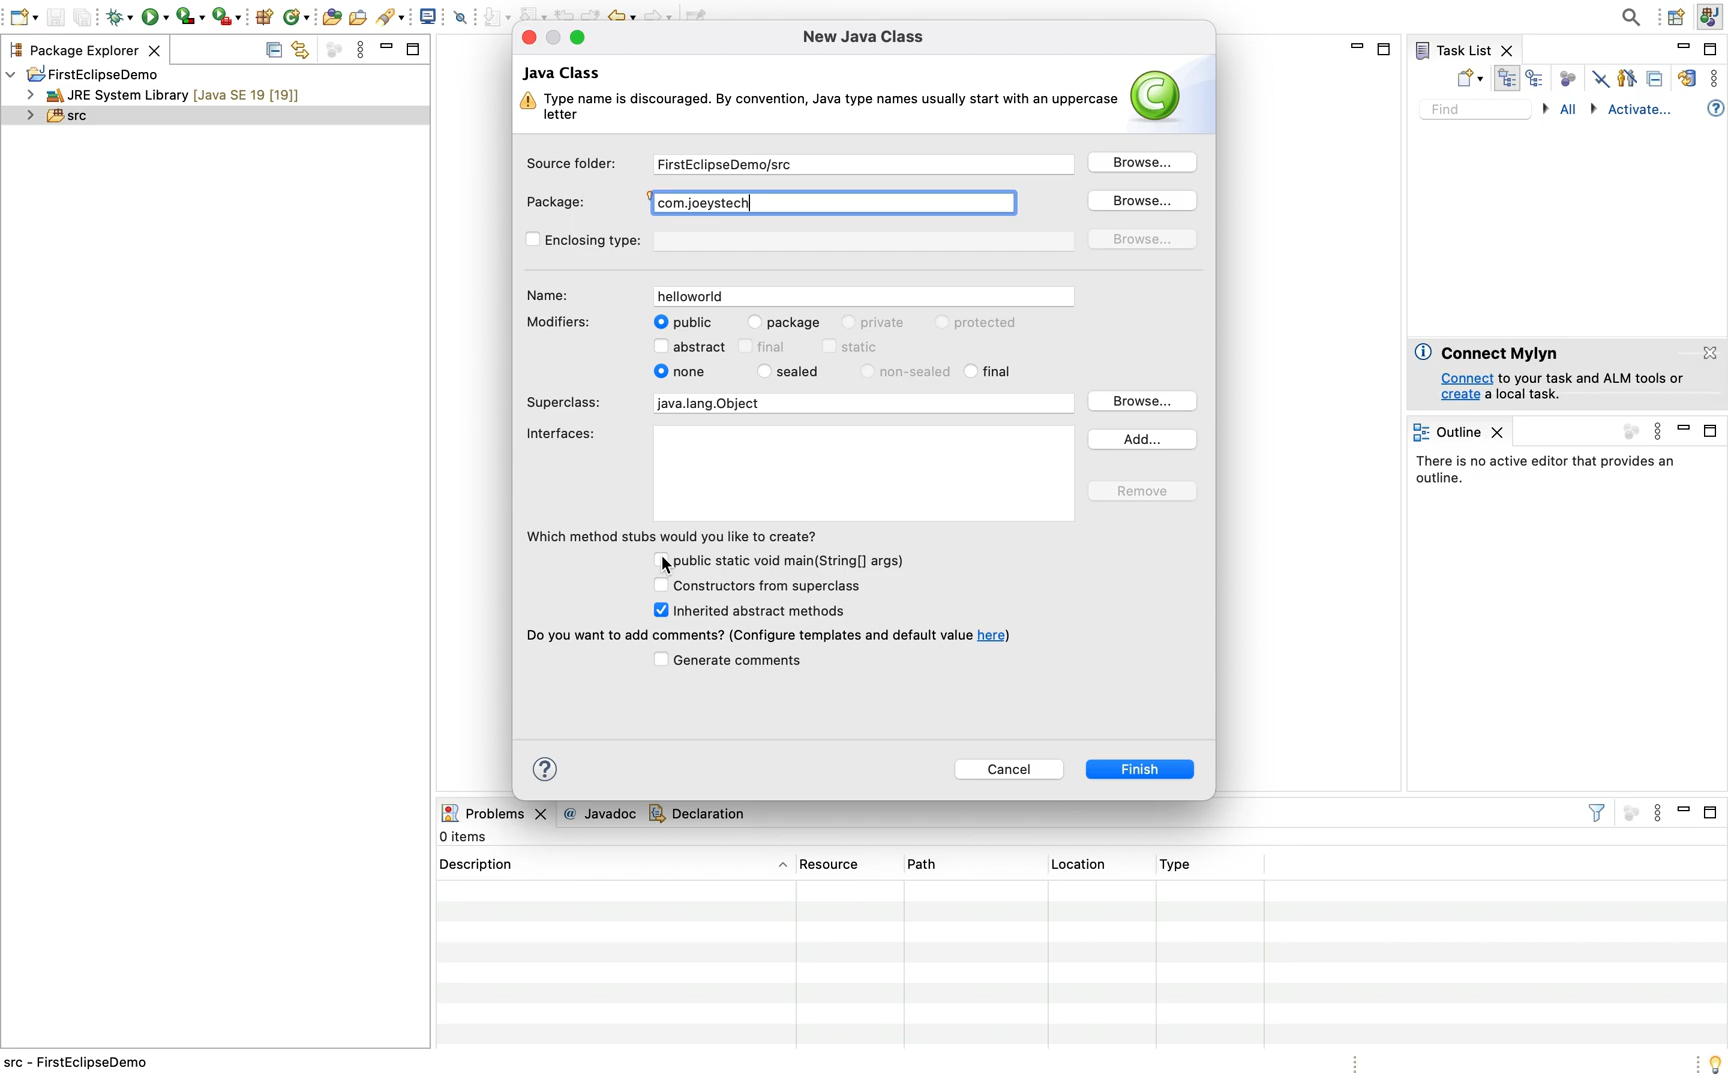 New Java Class
Package Explorer
Task List
FirstEclipseDemo
JRE System Library [Java SE 19 [19]]
src
Java Class
Type name is discouraged. By convention, Java type names usually start with an uppercase
letter
Find
All
Activate...
Source folder:
FirstEclipseDemo/src
Browse...
Package:
com.joeystech
Browse...
Enclosing type:
Browse...
Name:
helloworld
Modifiers:
public
package
private
protected
abstract
final
static
none
sealed
non-sealed
final
Superclass:
java.lang.Object
Browse...
Interfaces:
Add...
Remove
Which method stubs would you like to create?
public static void main(String[] args)
Constructors from superclass
Inherited abstract methods
Do you want to add comments? (Configure templates and default value here)
Generate comments
Cancel
Finish
Connect Mylyn
Connect to your task and ALM tools or
create a local task.
Outline
There is no active editor that provides an
outline.
Problems
Javadoc
Declaration
0 items
Description
Resource
Path
Location
Type
src - FirstEclipseDemo